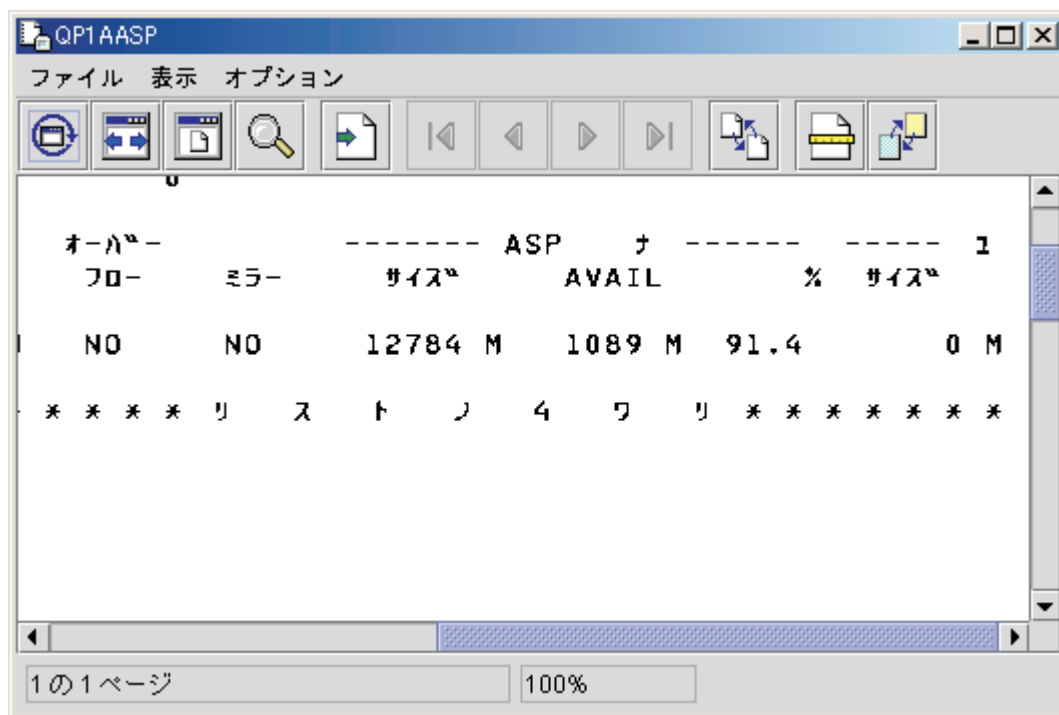 QP1AASP
ファイル 表示 オプション
オーバー ------- ASP ナ ------ ----- 1
フロー ミラー サイズ AVAIL % サイズ
NO NO 12784 M 1089 M 91.4 0 M
* * * * リ ス ト ノ 4 ワ リ * * * * * * *
1の1ページ 100%